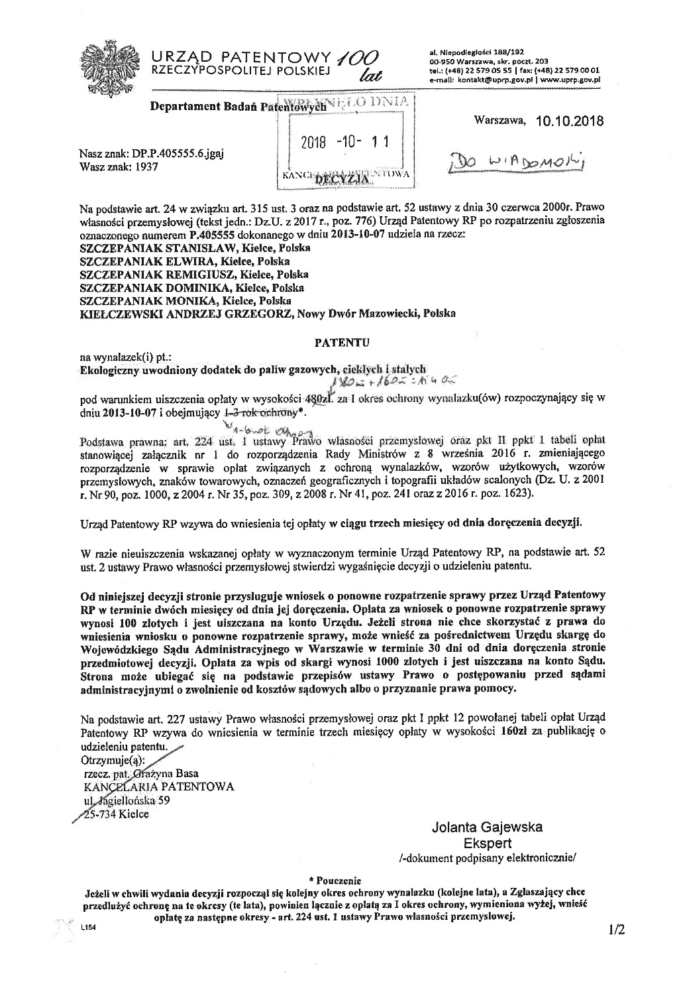 URZĄD PATENTOWY 100 lat
RZECZYPOSPOLITEJ POLSKIEJ
al. Niepodległości 188/192
00-950 Warszawa, skr. poczt. 203
tel.: (+48) 22 579 05 55 | fax: (+48) 22 579 00 01
e-mail: kontakt@uprp.gov.pl | www.uprp.gov.pl
Departament Badań Patentowych
WPŁYNĘŁO DNIA
Warszawa, 10.10.2018
2018 -10- 11
Nasz znak: DP.P.405555.6.jgaj
Wasz znak: 1937
DO WIADOMOŚCI
KANCELARIA PATENTOWA
DECYZJA
Na podstawie art. 24 w związku art. 315 ust. 3 oraz na podstawie art. 52 ustawy z dnia 30 czerwca 2000r. Prawo
własności przemysłowej (tekst jedn.: Dz.U. z 2017 r., poz. 776) Urząd Patentowy RP po rozpatrzeniu zgłoszenia
oznaczonego numerem P.405555 dokonanego w dniu 2013-10-07 udziela na rzecz:
SZCZEPANIAK STANISŁAW, Kielce, Polska
SZCZEPANIAK ELWIRA, Kielce, Polska
SZCZEPANIAK REMIGIUSZ, Kielce, Polska
SZCZEPANIAK DOMINIKA, Kielce, Polska
SZCZEPANIAK MONIKA, Kielce, Polska
KIEŁCZEWSKI ANDRZEJ GRZEGORZ, Nowy Dwór Mazowiecki, Polska
PATENTU
na wynalazek(i) pt.:
Ekologiczny uwodniony dodatek do paliw gazowych, ciekłych i stałych
pod warunkiem uiszczenia opłaty w wysokości 480zł. za I okres ochrony wynalazku(ów) rozpoczynający się w
dniu 2013-10-07 i obejmujący 1-3 rok ochrony*.
Podstawa prawna: art. 224 ust. 1 ustawy Prawo własności przemysłowej oraz pkt II ppkt 1 tabeli opłat
stanowiącej załącznik nr 1 do rozporządzenia Rady Ministrów z 8 września 2016 r. zmieniającego
rozporządzenie w sprawie opłat związanych z ochroną wynalazków, wzorów użytkowych, wzorów
przemysłowych, znaków towarowych, oznaczeń geograficznych i topografii układów scalonych (Dz. U. z 2001
r. Nr 90, poz. 1000, z 2004 r. Nr 35, poz. 309, z 2008 r. Nr 41, poz. 241 oraz z 2016 r. poz. 1623).
Urząd Patentowy RP wzywa do wniesienia tej opłaty w ciągu trzech miesięcy od dnia doręczenia decyzji.
W razie nieuiszczenia wskazanej opłaty w wyznaczonym terminie Urząd Patentowy RP, na podstawie art. 52
ust. 2 ustawy Prawo własności przemysłowej stwierdzi wygaśnięcie decyzji o udzieleniu patentu.
Od niniejszej decyzji stronie przysługuje wniosek o ponowne rozpatrzenie sprawy przez Urząd Patentowy
RP w terminie dwóch miesięcy od dnia jej doręczenia. Opłata za wniosek o ponowne rozpatrzenie sprawy
wynosi 100 złotych i jest uiszczana na konto Urzędu. Jeżeli strona nie chce skorzystać z prawa do
wniesienia wniosku o ponowne rozpatrzenie sprawy, może wnieść za pośrednictwem Urzędu skargę do
Wojewódzkiego Sądu Administracyjnego w Warszawie w terminie 30 dni od dnia doręczenia stronie
przedmiotowej decyzji. Opłata za wpis od skargi wynosi 1000 złotych i jest uiszczana na konto Sądu.
Strona może ubiegać się na podstawie przepisów ustawy Prawo o postępowaniu przed sądami
administracyjnymi o zwolnienie od kosztów sądowych albo o przyznanie prawa pomocy.
Na podstawie art. 227 ustawy Prawo własności przemysłowej oraz pkt I ppkt 12 powołanej tabeli opłat Urząd
Patentowy RP wzywa do wniesienia w terminie trzech miesięcy opłaty w wysokości 160zł za publikację o
udzieleniu patentu.
Otrzymuje(ą):
rzecz. pat. Grażyna Basa
KANCELARIA PATENTOWA
ul. Jagiellońska 59
25-734 Kielce
Jolanta Gajewska
Ekspert
/-dokument podpisany elektronicznie/
* Pouczenie
Jeżeli w chwili wydania decyzji rozpoczął się kolejny okres ochrony wynalazku (kolejne lata), a Zgłaszający chce
przedłużyć ochronę na te okresy (te lata), powinien łącznie z opłatą za I okres ochrony, wymienioną wyżej, wnieść
opłatę za następne okresy - art. 224 ust. 1 ustawy Prawo własności przemysłowej.
L154
1/2